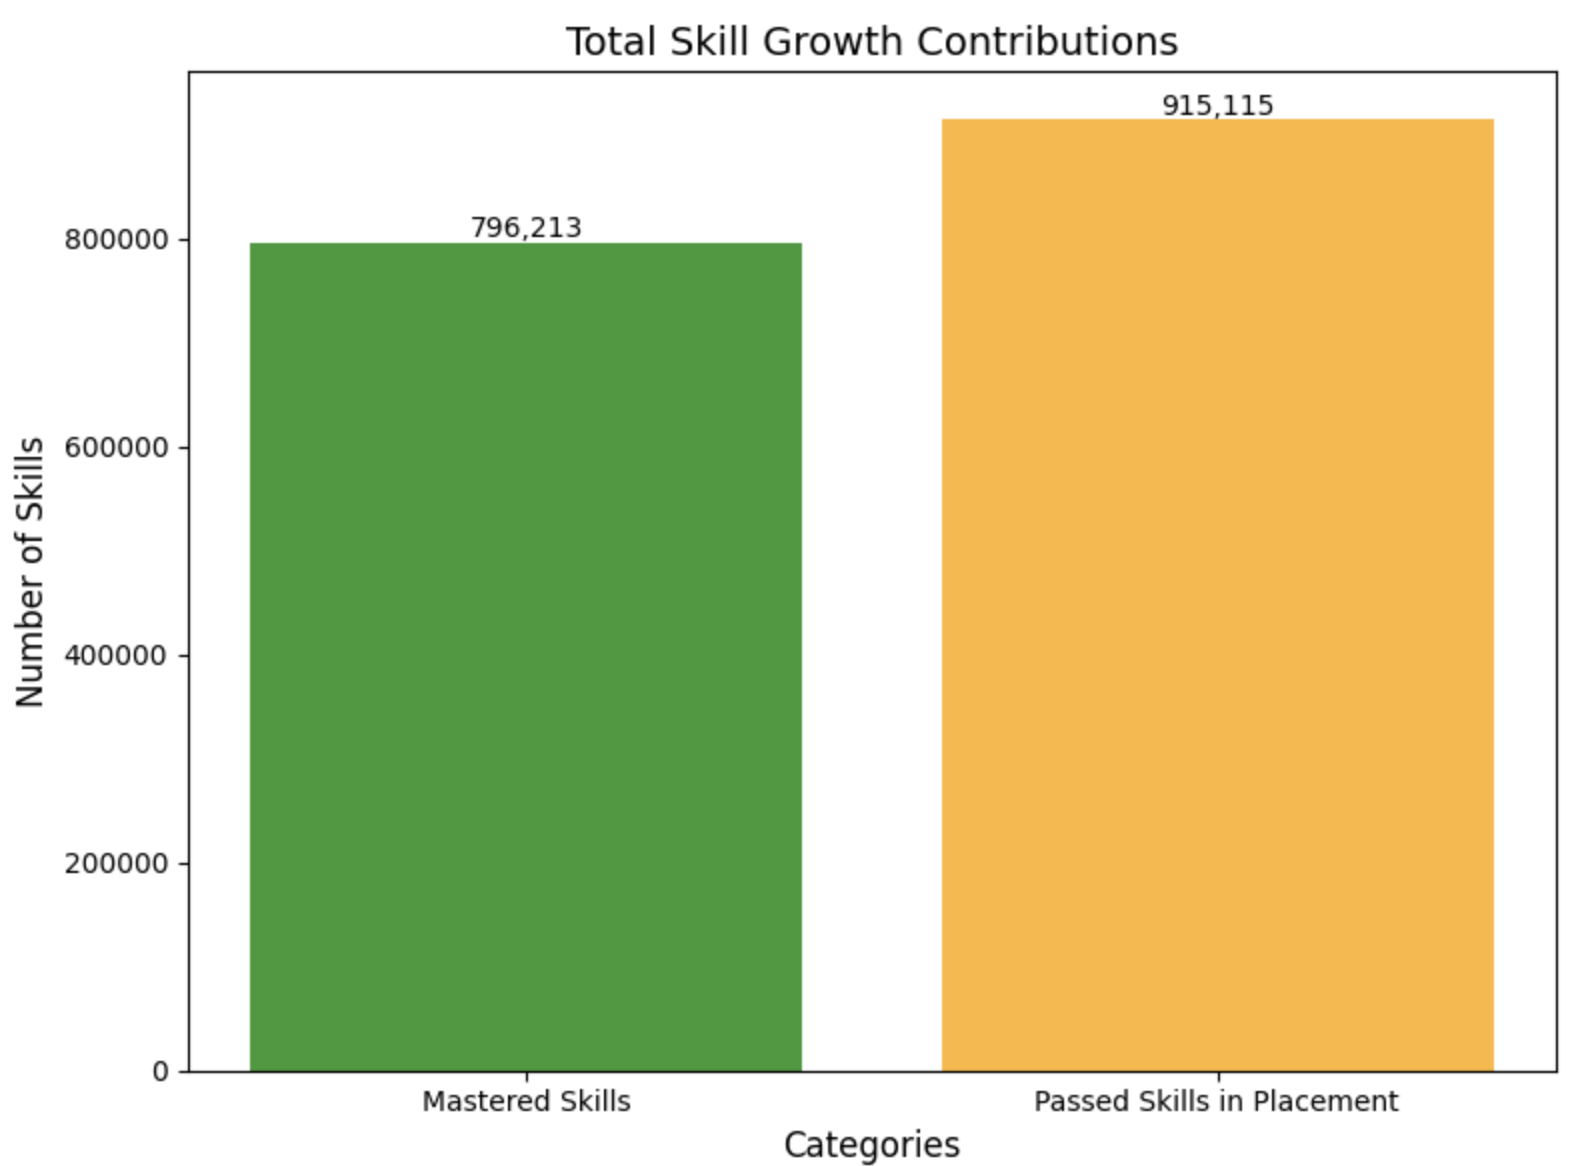 Total Skill Growth Contributions
915,115
796,213
800000
600000
400000
200000
0
Number of Skills
Mastered Skills
Passed Skills in Placement
Categories